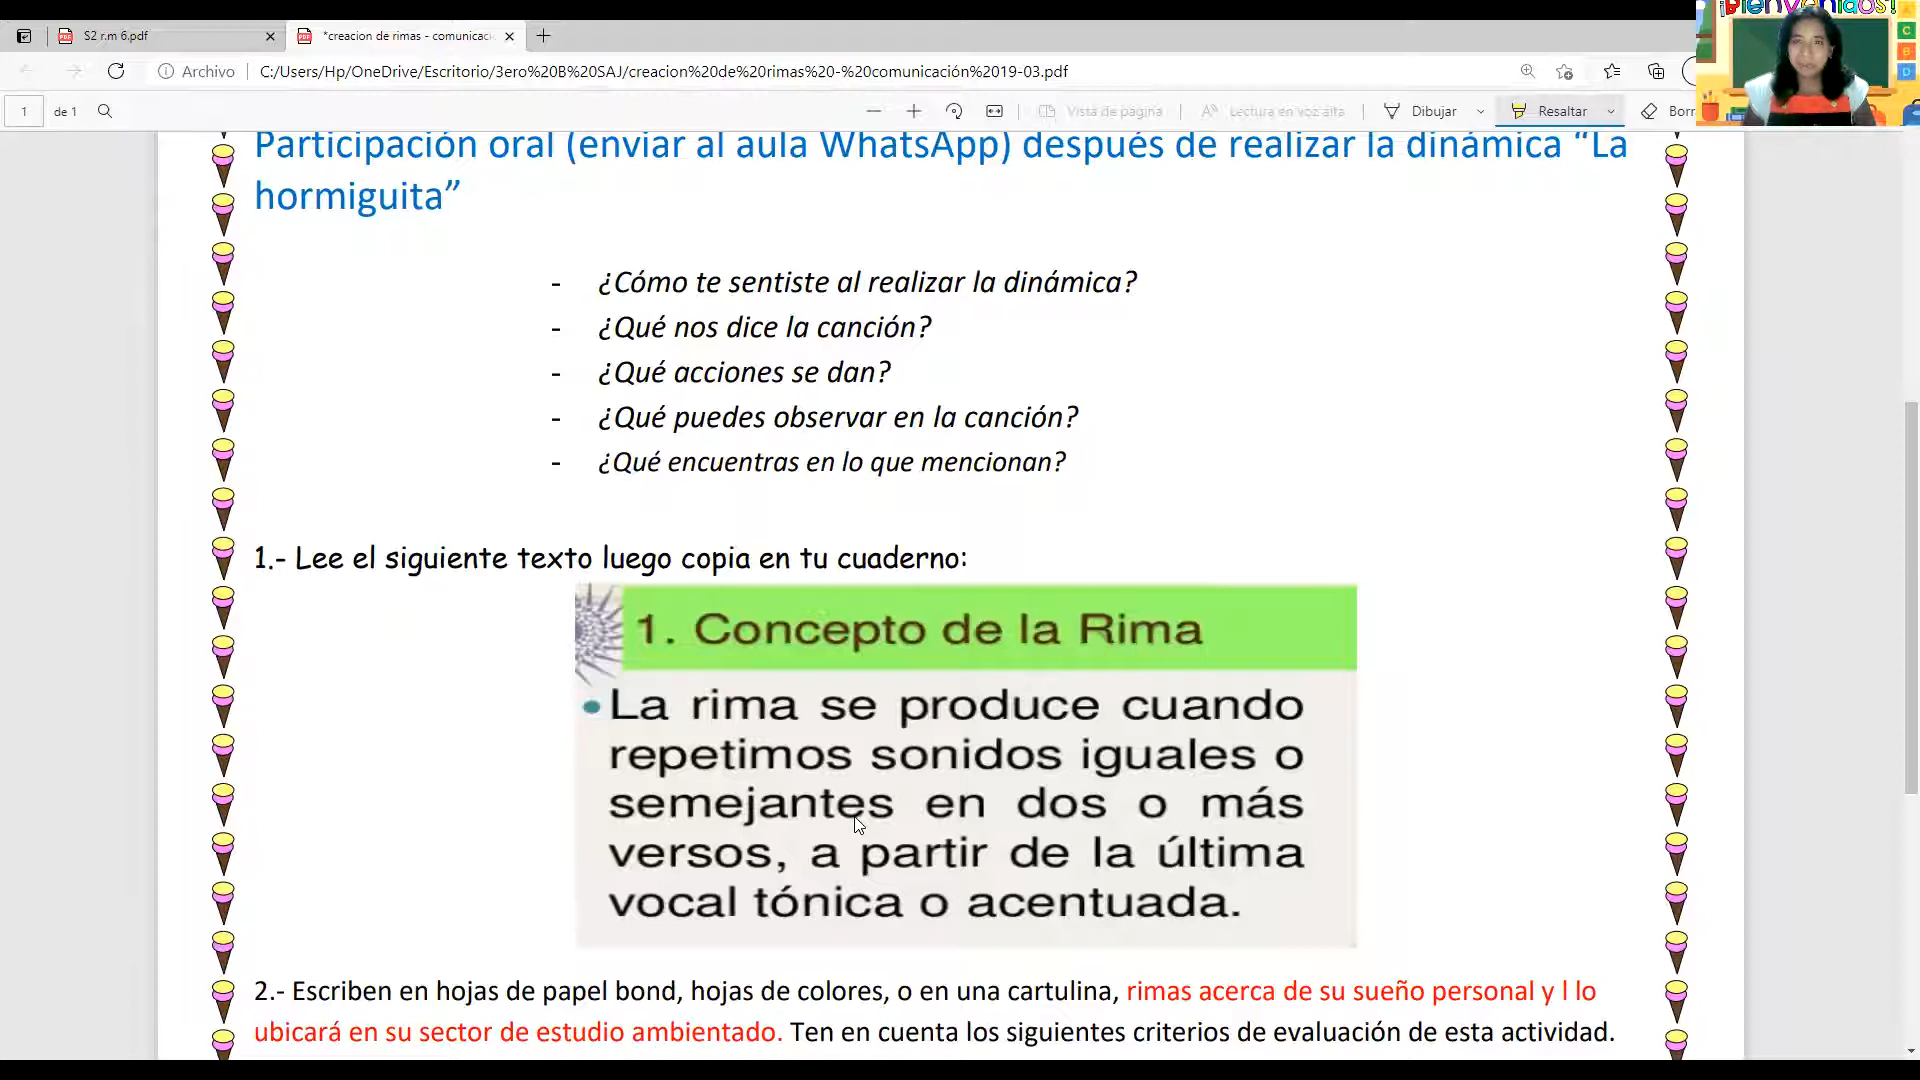 ¡Bienvenidos!
S2 r.m 6.pdf
*creacion de rimas - comunicaci
Archivo
C:/Users/Hp/OneDrive/Escritorio/3ero%20B%20SAJ/creacion%20de%20rimas%20-%20comunicación%2019-03.pdf
1 de 1
Vista de página
Lectura en voz alta
Dibujar
Resaltar
Borr
A
C
B
D
Participación oral (enviar al aula WhatsApp) después de realizar la dinámica “La
hormiguita”
- ¿Cómo te sentiste al realizar la dinámica?
- ¿Qué nos dice la canción?
- ¿Qué acciones se dan?
- ¿Qué puedes observar en la canción?
- ¿Qué encuentras en lo que mencionan?
1.- Lee el siguiente texto luego copia en tu cuaderno:
1. Concepto de la Rima
• La rima se produce cuando
repetimos sonidos iguales o
semejantes en dos o más
versos, a partir de la última
vocal tónica o acentuada.
2.- Escriben en hojas de papel bond, hojas de colores, o en una cartulina, rimas acerca de su sueño personal y l lo
ubicará en su sector de estudio ambientado. Ten en cuenta los siguientes criterios de evaluación de esta actividad.